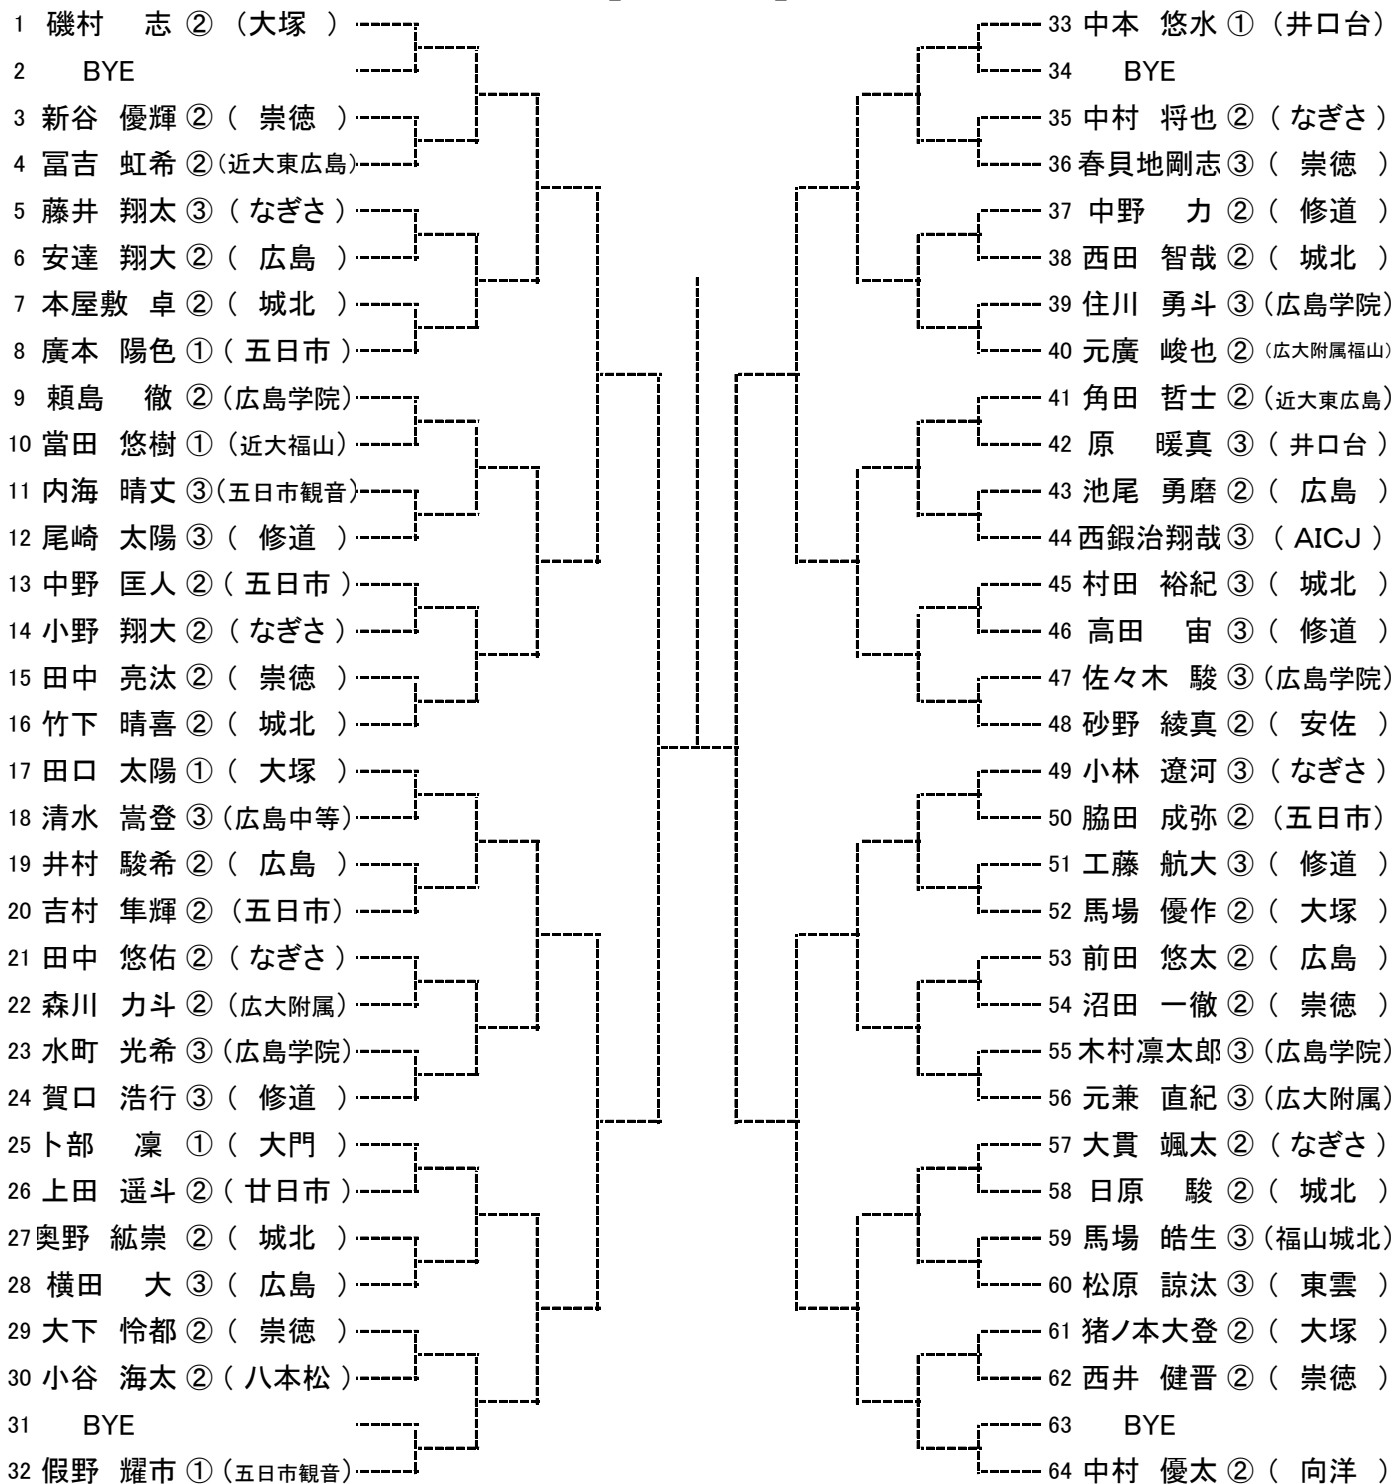 1 磯村 志 ② (大塚)
2 BYE
3 新谷 優輝 ② (崇徳)
4 冨吉 虹希 ② (近大東広島)
5 藤井 翔太 ③ (なぎさ)
6 安達 翔大 ② (広島)
7 本屋敷 卓 ② (城北)
8 廣本 陽色 ① (五日市)
9 頼島 徹 ② (広島学院)
10 當田 悠樹 ① (近大福山)
11 内海 晴丈 ③ (五日市観音)
12 尾崎 太陽 ③ (修道)
13 中野 匡人 ② (五日市)
14 小野 翔大 ② (なぎさ)
15 田中 亮汰 ② (崇徳)
16 竹下 晴喜 ② (城北)
17 田口 太陽 ① (大塚)
18 清水 嵩登 ③ (広島中等)
19 井村 駿希 ② (広島)
20 吉村 隼輝 ② (五日市)
21 田中 悠佑 ② (なぎさ)
22 森川 力斗 ② (広大附属)
23 水町 光希 ③ (広島学院)
24 賀口 浩行 ③ (修道)
25 卜部 凜 ① (大門)
26 上田 遥斗 ② (廿日市)
27 奥野 紘崇 ② (城北)
28 横田 大 ③ (広島)
29 大下 怜都 ② (崇徳)
30 小谷 海太 ② (八本松)
31 BYE
32 假野 耀市 ① (五日市観音)
33 中本 悠水 ① (井口台)
34 BYE
35 中村 将也 ② (なぎさ)
36 春貝地剛志 ③ (崇徳)
37 中野 力 ② (修道)
38 西田 智哉 ② (城北)
39 住川 勇斗 ③ (広島学院)
40 元廣 峻也 ② (広大附属福山)
41 角田 哲士 ② (近大東広島)
42 原 暖真 ③ (井口台)
43 池尾 勇磨 ② (広島)
44 西鍜治翔哉 ③ (AICJ)
45 村田 裕紀 ③ (城北)
46 高田 宙 ③ (修道)
47 佐々木 駿 ③ (広島学院)
48 砂野 綾真 ② (安佐)
49 小林 遼河 ③ (なぎさ)
50 脇田 成弥 ② (五日市)
51 工藤 航大 ③ (修道)
52 馬場 優作 ② (大塚)
53 前田 悠太 ② (広島)
54 沼田 一徹 ② (崇徳)
55 木村凛太郎 ③ (広島学院)
56 元兼 直紀 ③ (広大附属)
57 大貫 颯太 ② (なぎさ)
58 日原 駿 ② (城北)
59 馬場 皓生 ③ (福山城北)
60 松原 諒汰 ③ (東雲)
61 猪ノ本大登 ② (大塚)
62 西井 健晋 ② (崇徳)
63 BYE
64 中村 優太 ② (向洋)